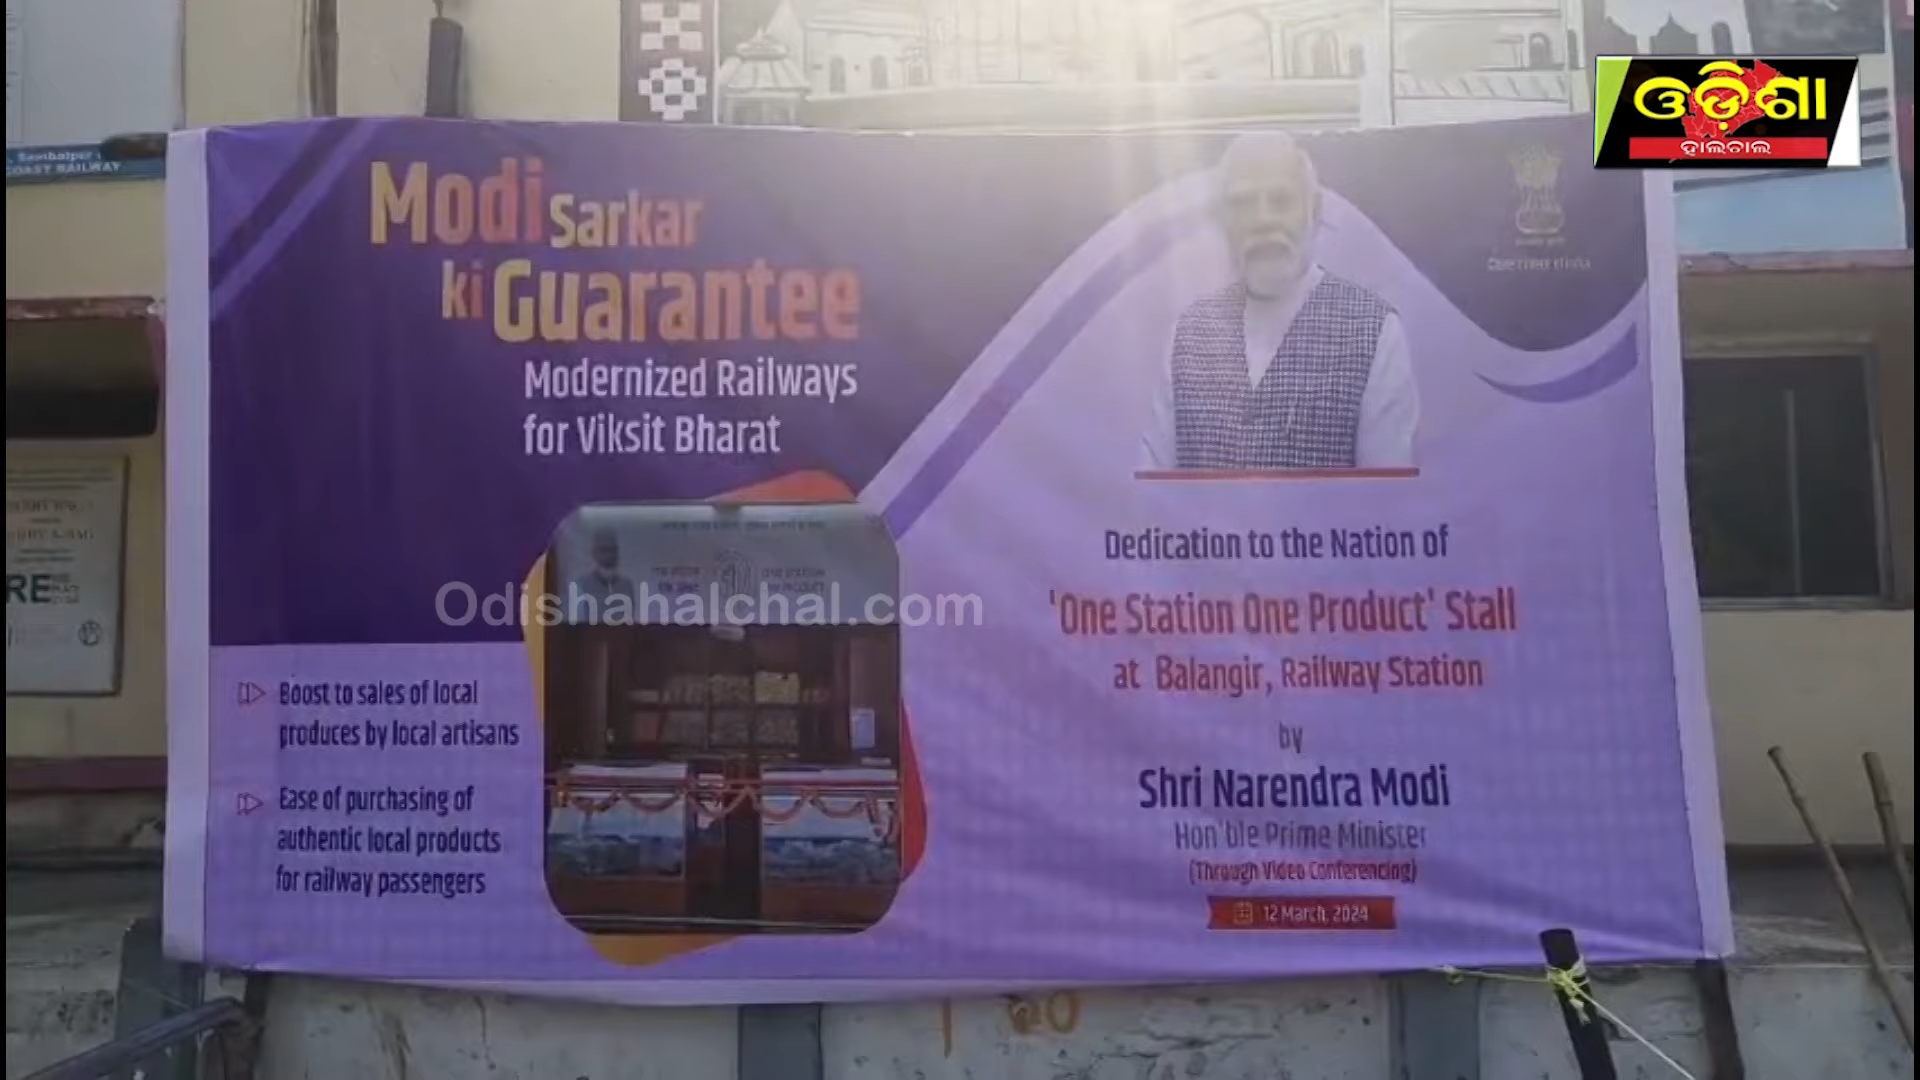 ଓଡ଼ିଶା
ହାଲଚାଲ
Sambalpur
COAST RAILWAY
Modi Sarkar
ki Guarantee
Modernized Railways
for Viksit Bharat
Boost to sales of local
produces by local artisans
Ease of purchasing of
authentic local products
for railway passengers
Odishahalchal.com
Dedication to the Nation of
'One Station One Product' Stall
at Balangir, Railway Station
by
Shri Narendra Modi
Hon'ble Prime Minister
(Through Video Conferencing)
12 March, 2024